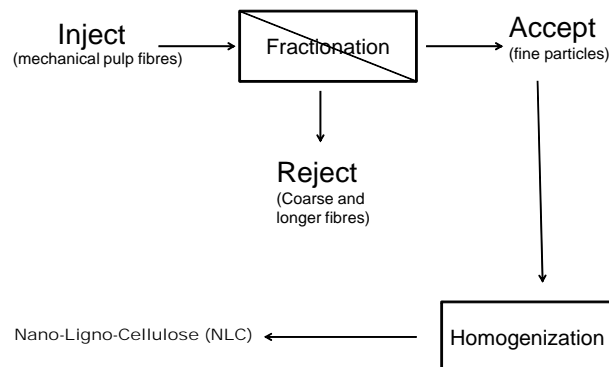 Inject
(mechanical pulp fibres)
Fractionation
Accept
(fine particles)
Reject
(Coarse and
longer fibres)
Homogenization
Nano-Ligno-Cellulose (NLC)